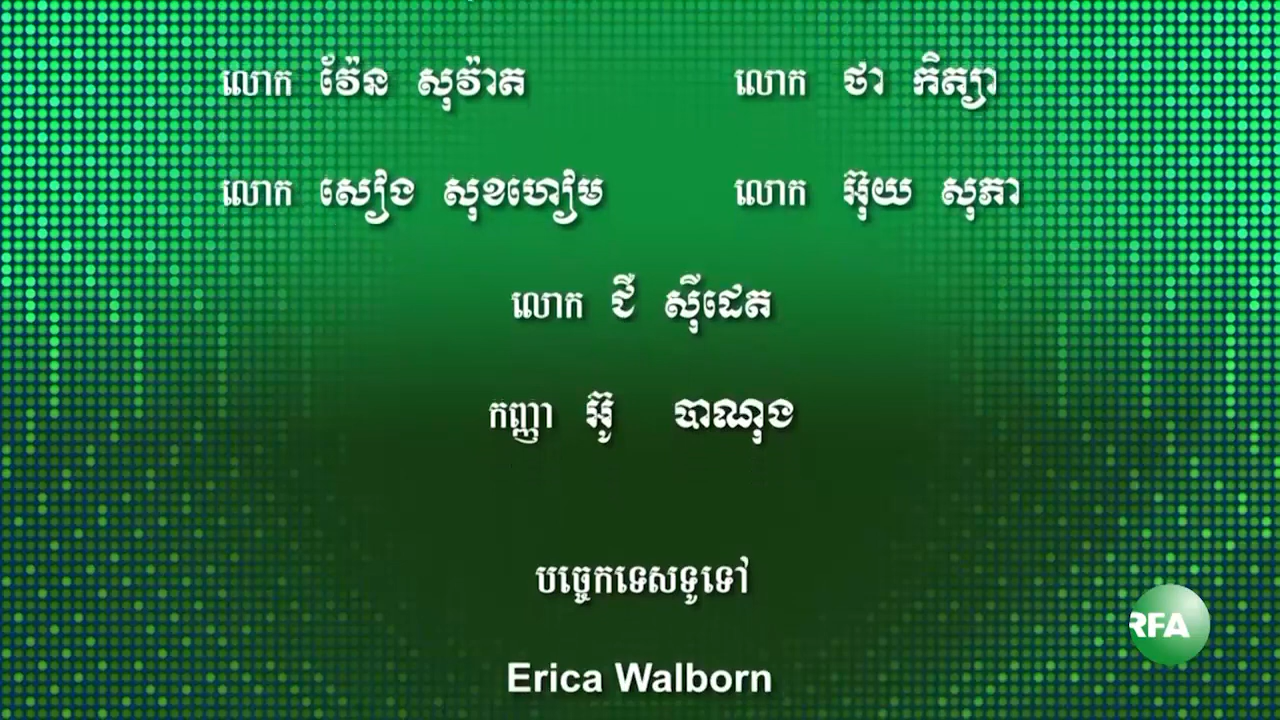 លោក វ៉ែន សុវ៉ាត
លោក ថា កិត្យា
លោក សៀង សុខហៀម
លោក អ៊ុយ សុភា
លោក ជី ស៊ីដេត
កញ្ញា អ៊ូ បាណុង
បច្ចេកទេសទូទៅ
Erica Walborn
RFA